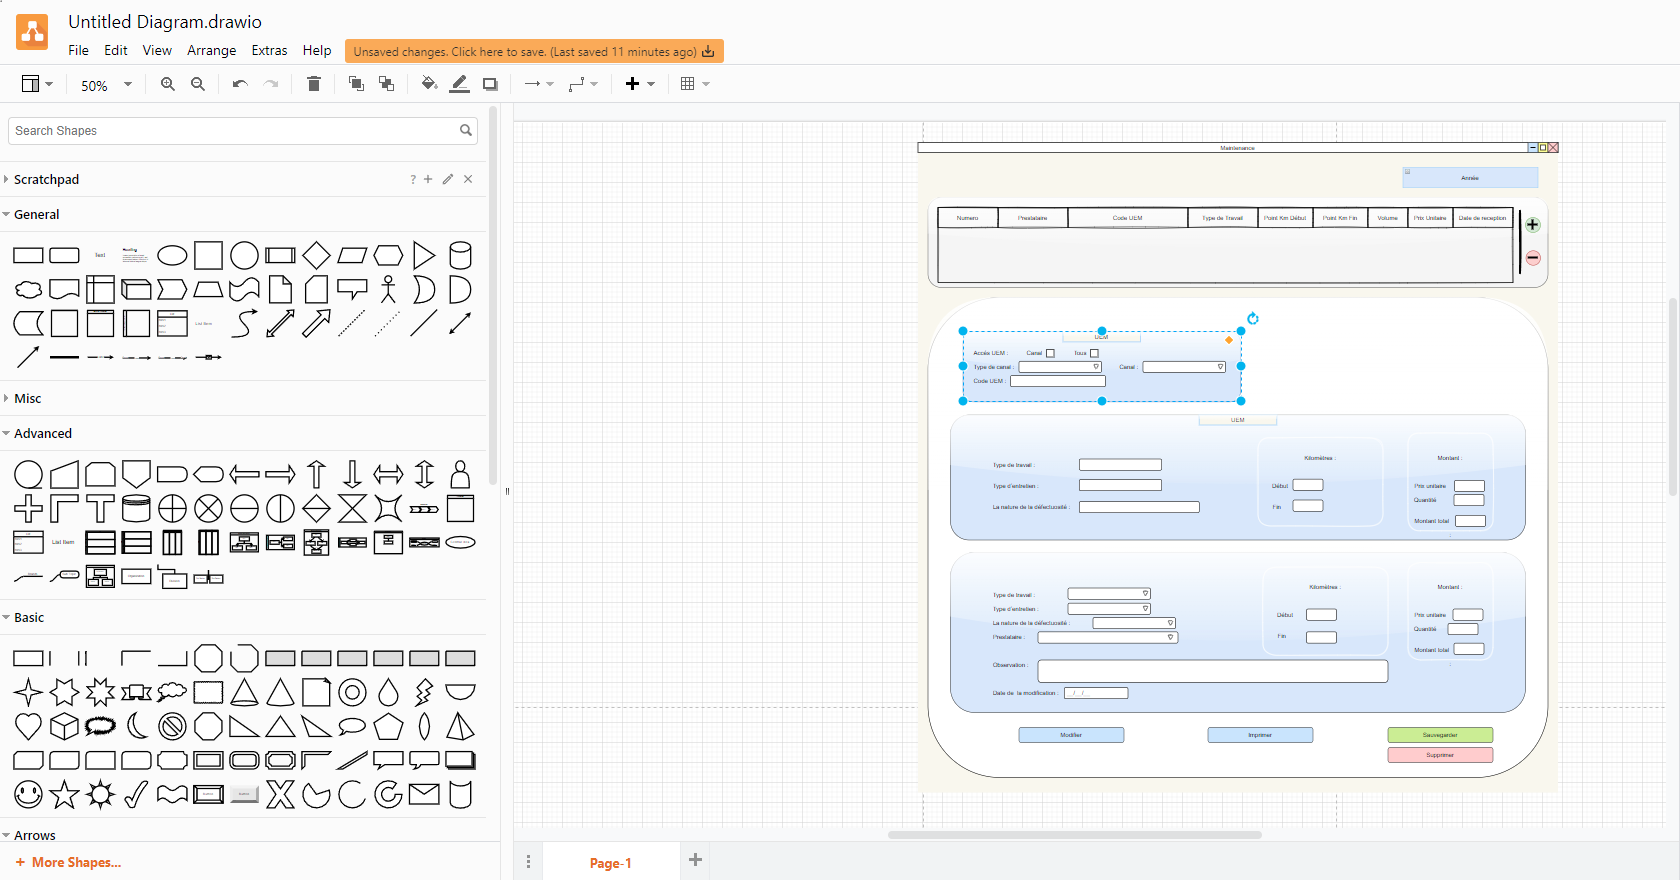 Untitled Diagram.drawio
File Edit View Arrange Extras Help
Unsaved changes. Click here to save. (Last saved 11 minutes ago)
50%
Search Shapes
Scratchpad
?
General
Text
Heading
List Item
Misc
Advanced
List Item
Basic
Arrows
+ More Shapes...
Maintenance
Année
Numero Prestataire Code UEM Type de Travail Point Km Début Point Km Fin Volume Prix Unitaire Date de reception
UEM
Accès UEM : Canal Tous
Type de canal : Canal :
Code UEM :
UEM
Kilomètres : Montant :
Type de travail :
Type d'entretien : Début Prix unitaire
Quantité
La nature de la défectuosité : Fin
Montant total
:
Kilomètres : Montant :
Type de travail :
Type d'entretien : Début Prix unitaire
La nature de la défectuosité : Quantité
Prestataire : Fin
Montant total
:
Observation :
Date de la modification : __/__/__
Modifier Imprimer Sauvegarder
Supprimer
Page-1